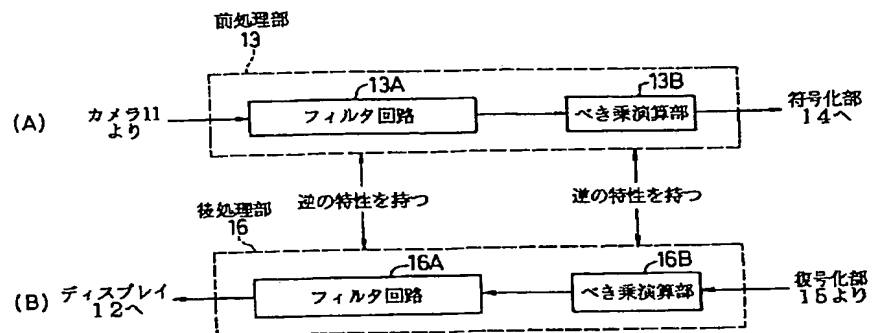 前処理部
13
13A
13B
(A)
カメラ11
より
フィルタ回路
べき乗演算部
符号化部
14へ
逆の特性を持つ
逆の特性を持つ
後処理部
16
16A
16B
(B)
ディスプレイ
12へ
フィルタ回路
べき乗演算部
復号化部
15より